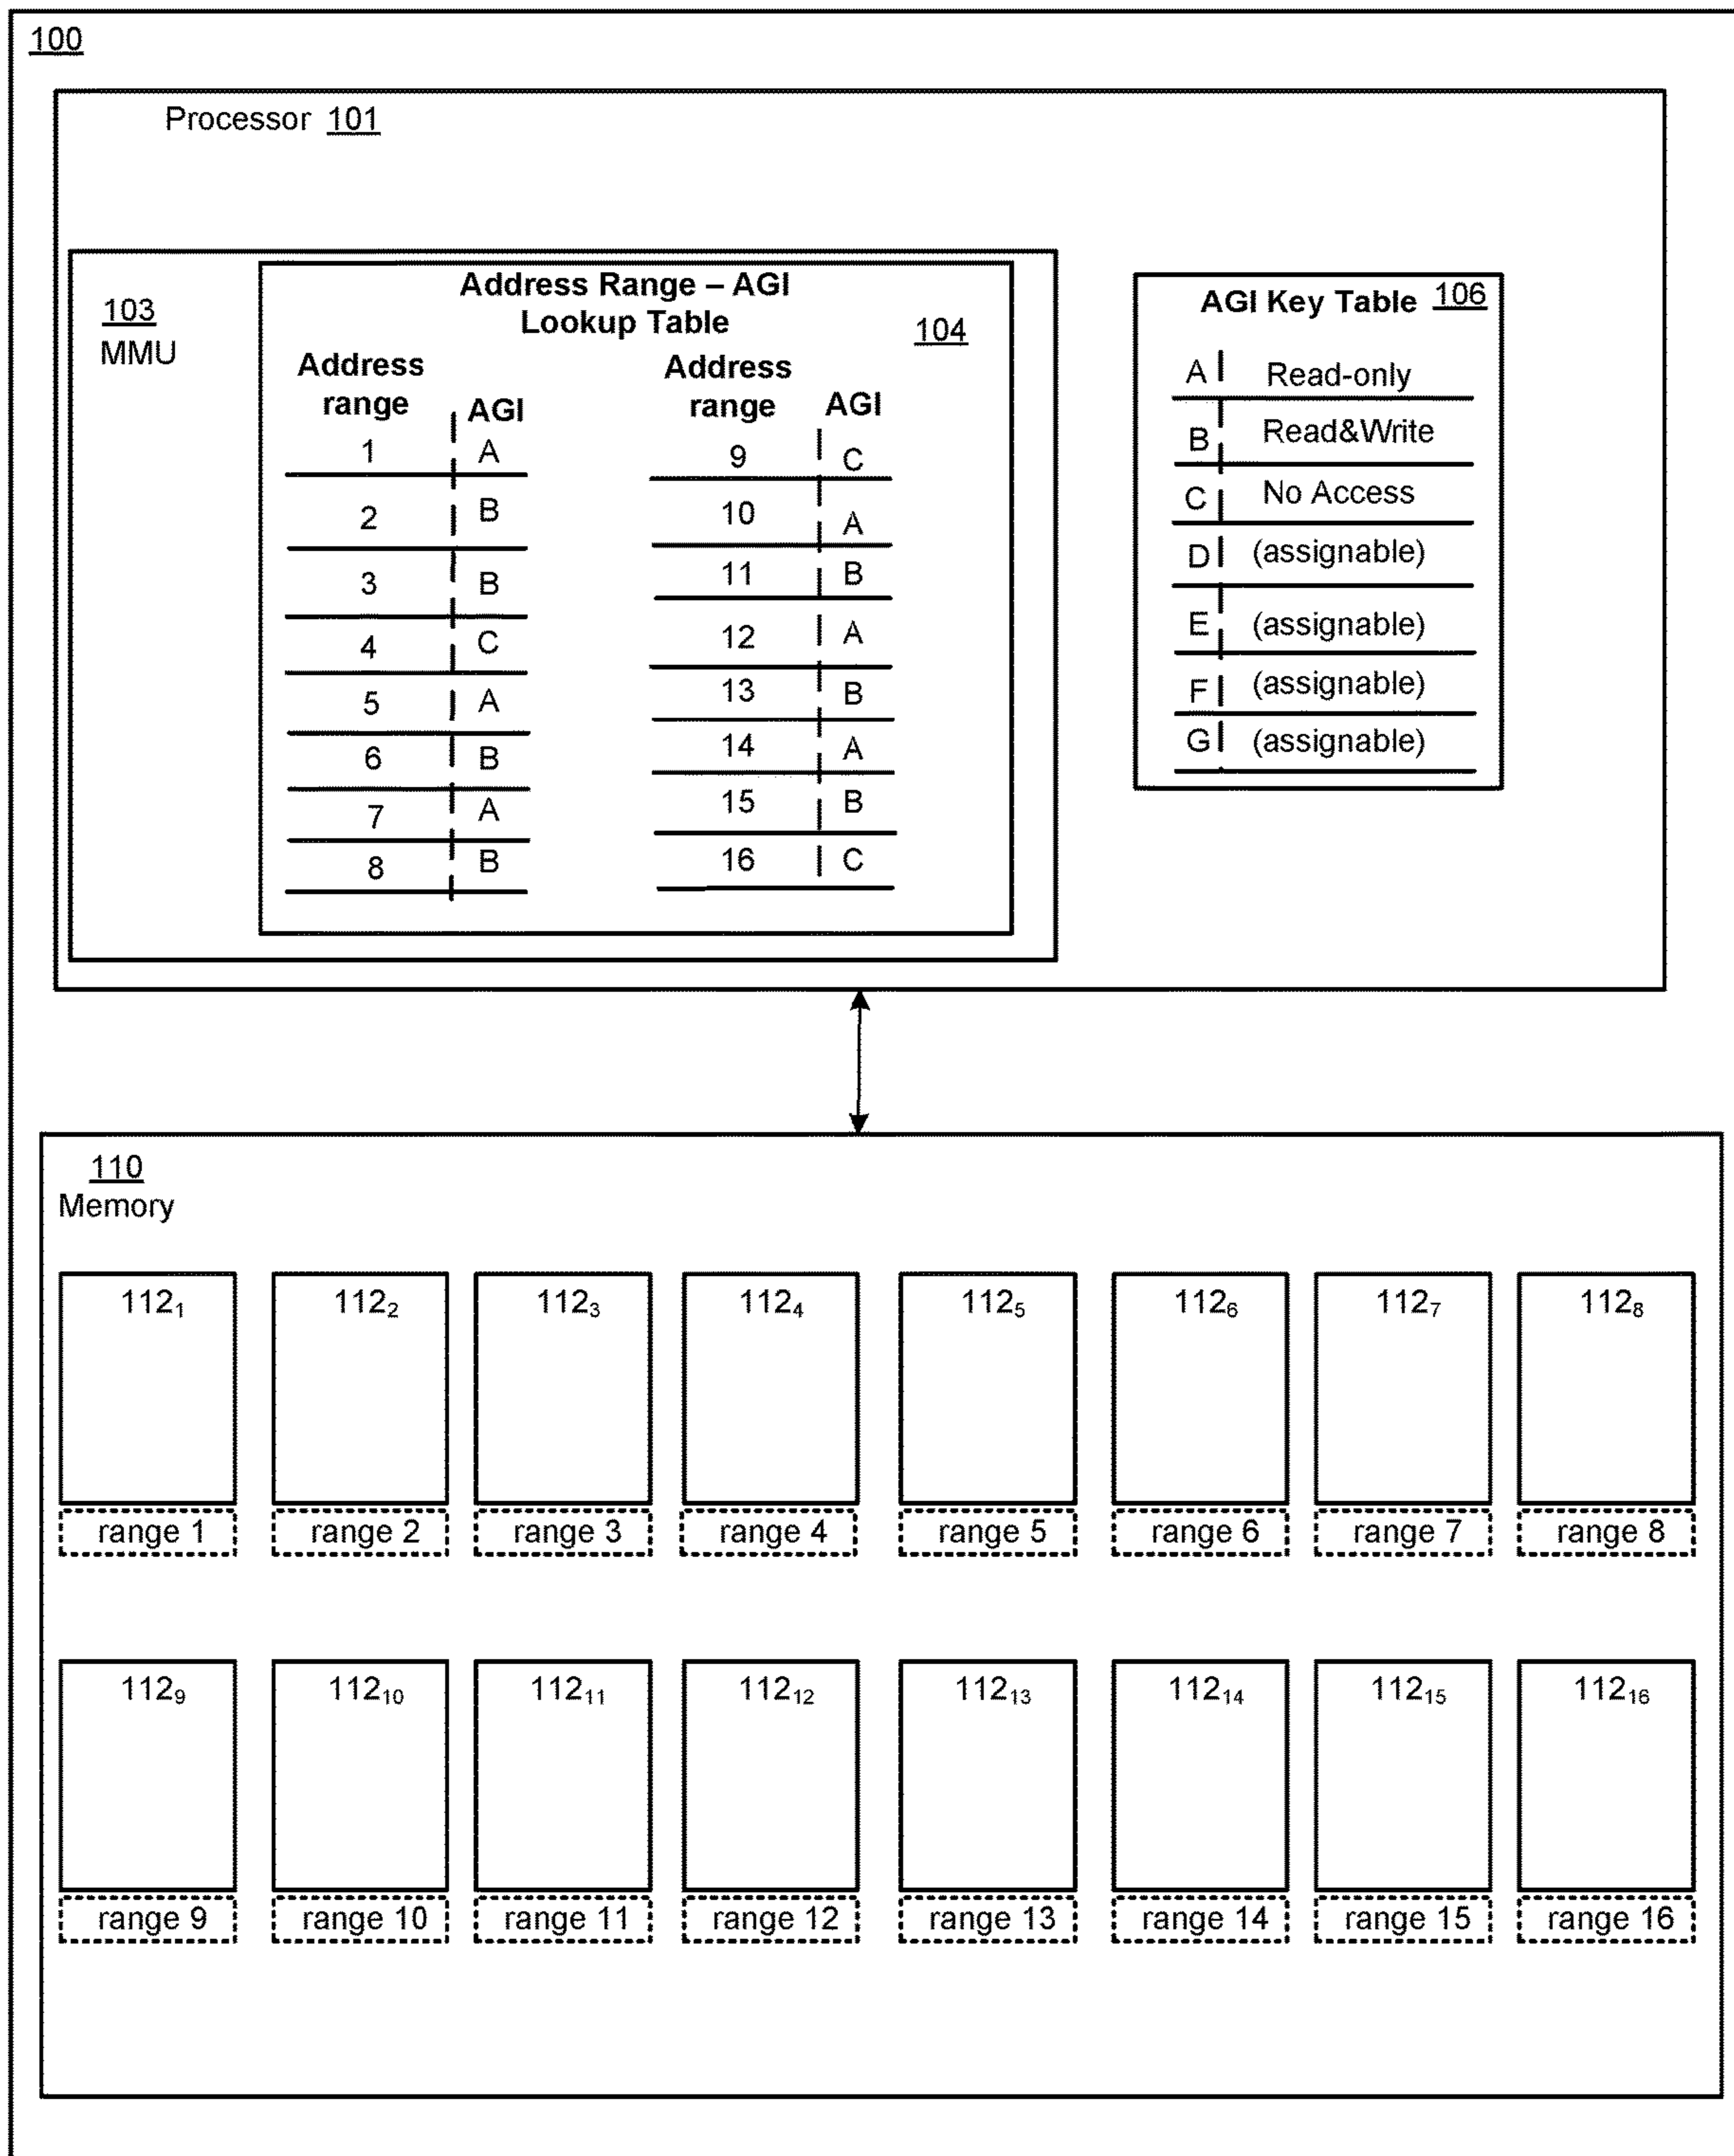 100
Processor 101
103
MMU
Address Range – AGI
Lookup Table
104
Address
range
AGI
1 A
2 B
3 B
4 C
5 A
6 B
7 A
8 B
Address
range
AGI
9 C
10 A
11 B
12 A
13 B
14 A
15 B
16 C
AGI Key Table 106
A Read-only
B Read&Write
C No Access
D (assignable)
E (assignable)
F (assignable)
G (assignable)
110
Memory
112₁ 112₂ 112₃ 112₄ 112₅ 112₆ 112₇ 112₈
range 1 range 2 range 3 range 4 range 5 range 6 range 7 range 8
112₉ 112₁₀ 112₁₁ 112₁₂ 112₁₃ 112₁₄ 112₁₅ 112₁₆
range 9 range 10 range 11 range 12 range 13 range 14 range 15 range 16